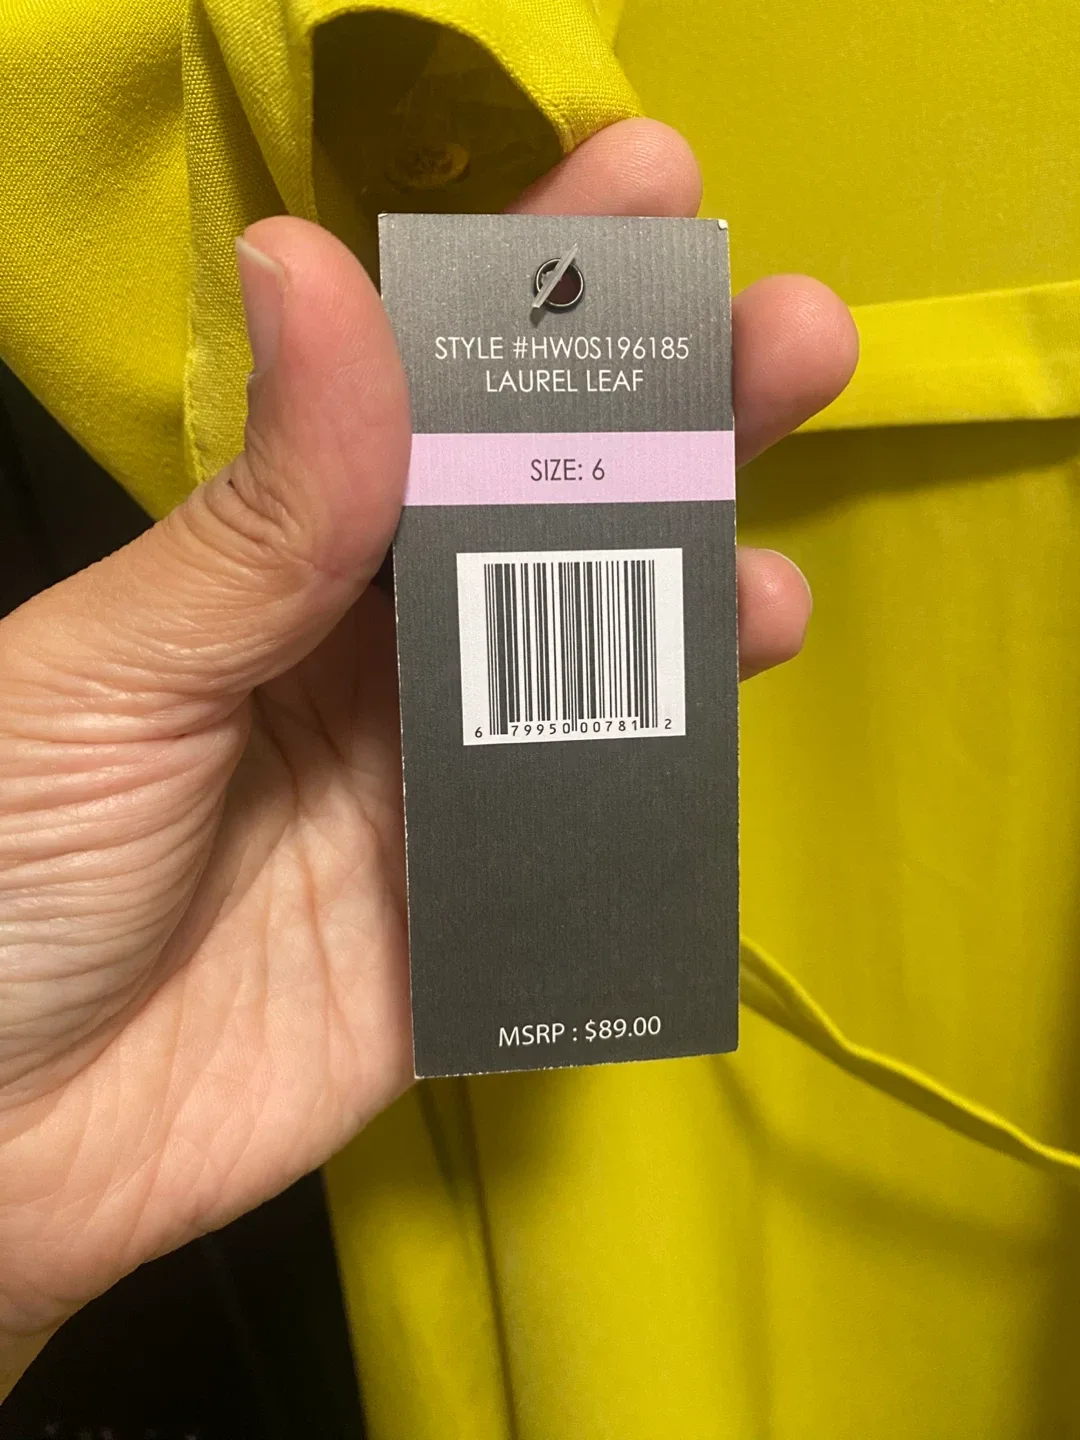 STYLE #HW0S196185
LAUREL LEAF
SIZE: 6
6 79950 00781 2
MSRP : $89.00